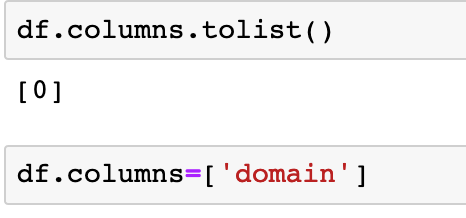 df.columns.tolist()
[0]
df.columns=['domain']